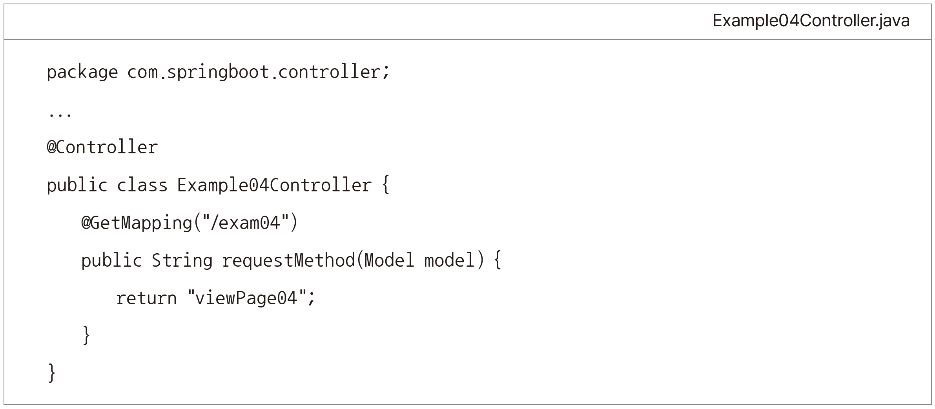 Example04Controller.java
package com.springboot.controller;
...
@Controller
public class Example04Controller {
@GetMapping("/exam04")
public String requestMethod(Model model) {
return "viewPage04";
}
}